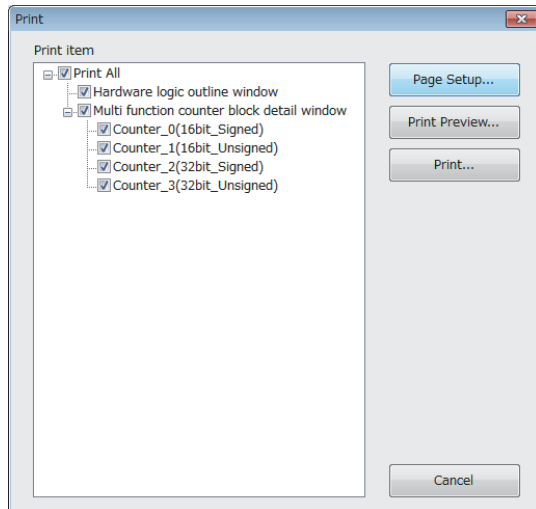 Print
Print item
Print All
Hardware logic outline window
Multi function counter block detail window
Counter_0(16bit_Signed)
Counter_1(16bit_Unsigned)
Counter_2(32bit_Signed)
Counter_3(32bit_Unsigned)
Page Setup...
Print Preview...
Print...
Cancel